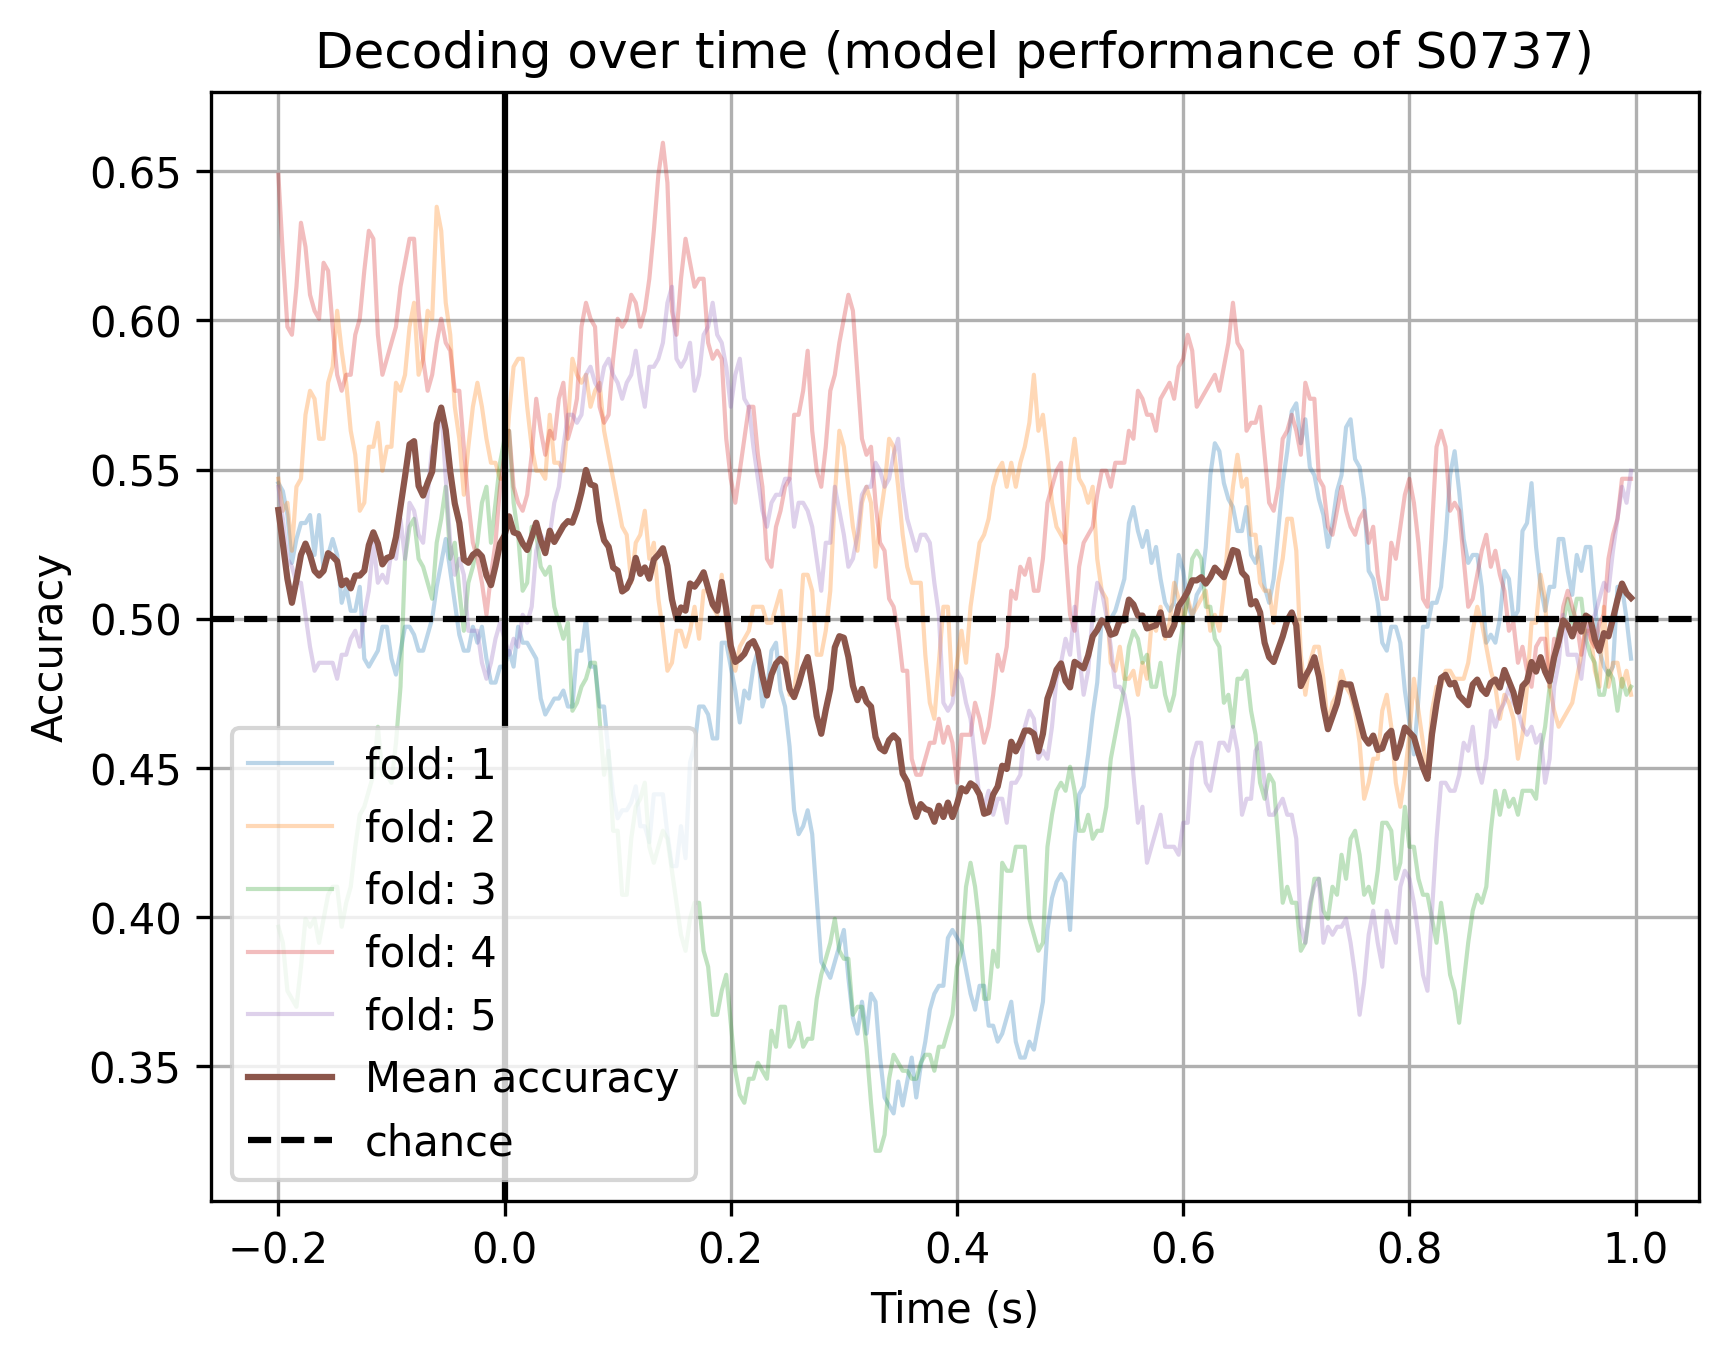 Decoding over time (model performance of S0737)
Accuracy
0.65
0.60
0.55
0.50
0.45
0.40
0.35
fold: 1
fold: 2
fold: 3
fold: 4
fold: 5
Mean accuracy
chance
−0.2 0.0 0.2 0.4 0.6 0.8 1.0
Time (s)